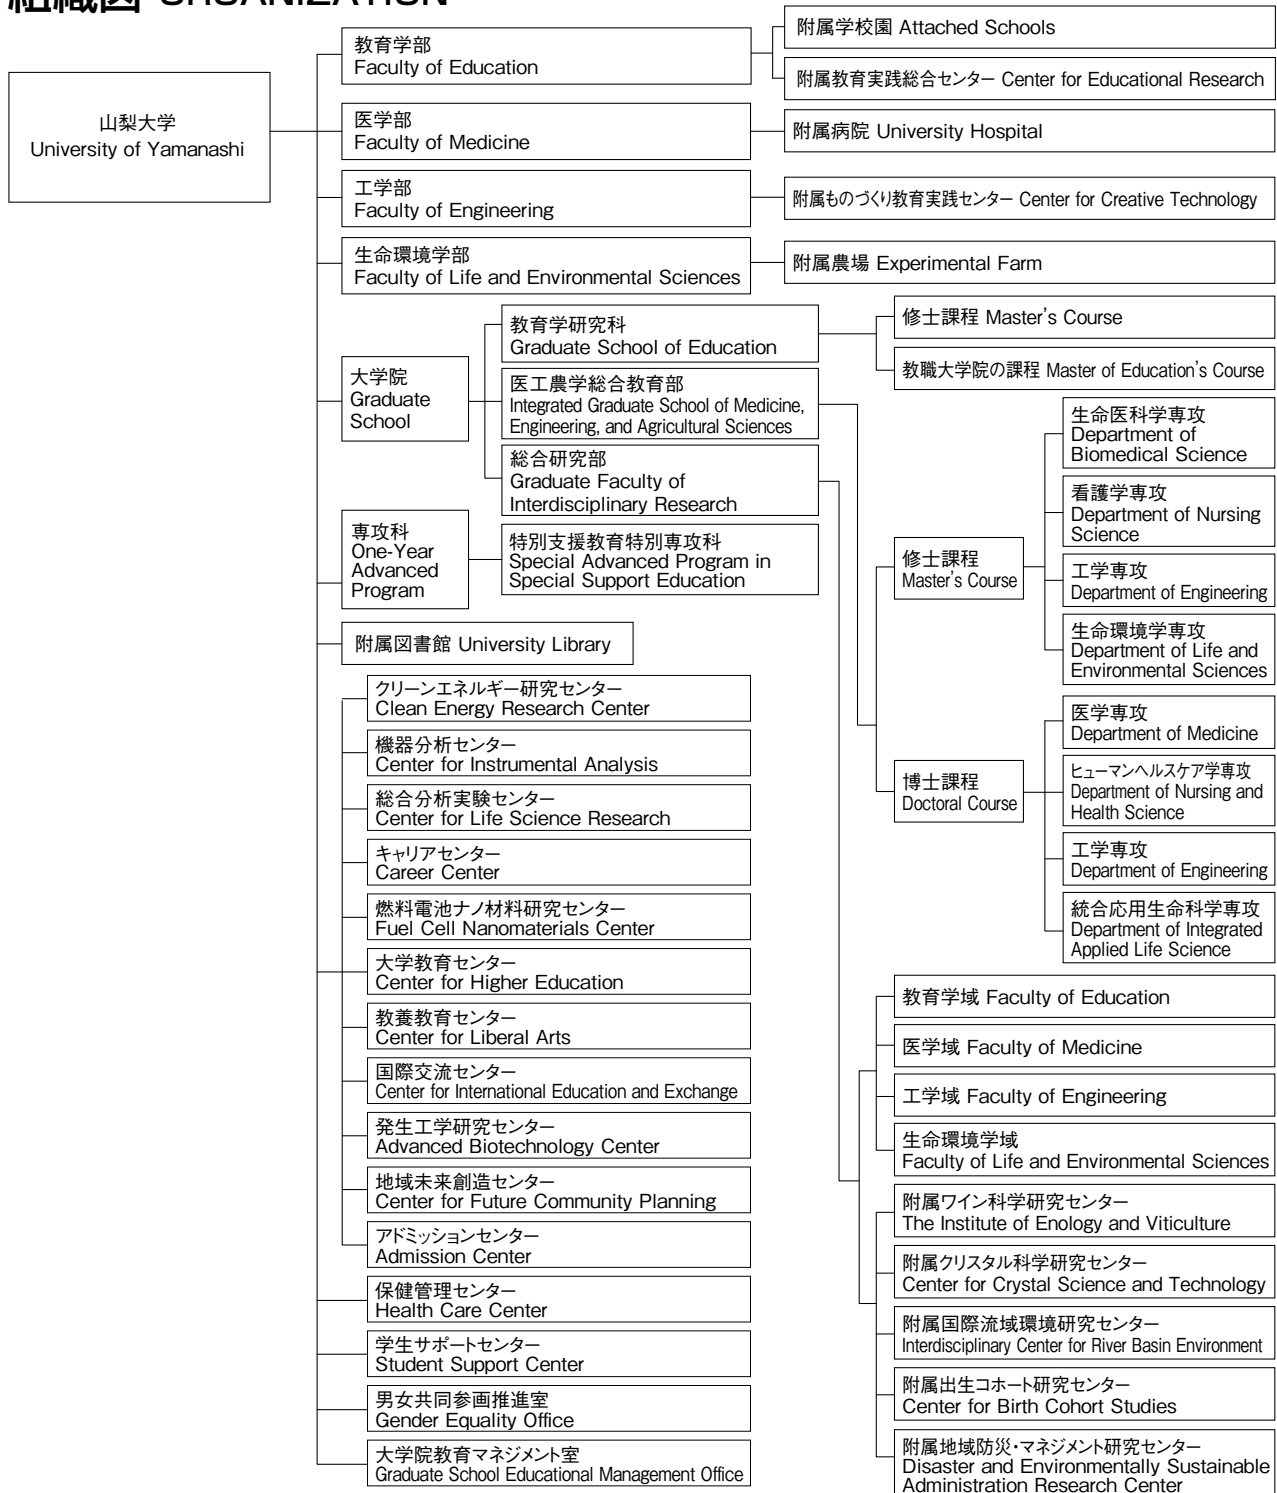 組織図 ORGANIZATION
山梨大学
University of Yamanashi
教育学部
Faculty of Education
附属学校園 Attached Schools
附属教育実践総合センター Center for Educational Research
医学部
Faculty of Medicine
附属病院 University Hospital
工学部
Faculty of Engineering
附属ものづくり教育実践センター Center for Creative Technology
生命環境学部
Faculty of Life and Environmental Sciences
附属農場 Experimental Farm
大学院
Graduate
School
教育学研究科
Graduate School of Education
修士課程 Master's Course
教職大学院の課程 Master of Education's Course
医工農学総合教育部
Integrated Graduate School of Medicine,
Engineering, and Agricultural Sciences
修士課程
Master's Course
生命医科学専攻
Department of
Biomedical Science
看護学専攻
Department of Nursing
Science
工学専攻
Department of Engineering
生命環境学専攻
Department of Life and
Environmental Sciences
博士課程
Doctoral Course
医学専攻
Department of Medicine
ヒューマンヘルスケア学専攻
Department of Nursing and
Health Science
工学専攻
Department of Engineering
統合応用生命科学専攻
Department of Integrated
Applied Life Science
総合研究部
Graduate Faculty of
Interdisciplinary Research
教育学域 Faculty of Education
医学域 Faculty of Medicine
工学域 Faculty of Engineering
生命環境学域
Faculty of Life and Environmental Sciences
附属ワイン科学研究センター
The Institute of Enology and Viticulture
附属クリスタル科学研究センター
Center for Crystal Science and Technology
附属国際流域環境研究センター
Interdisciplinary Center for River Basin Environment
附属出生コホート研究センター
Center for Birth Cohort Studies
附属地域防災・マネジメント研究センター
Disaster and Environmentally Sustainable
Administration Research Center
専攻科
One-Year
Advanced
Program
特別支援教育特別専攻科
Special Advanced Program in
Special Support Education
附属図書館 University Library
クリーンエネルギー研究センター
Clean Energy Research Center
機器分析センター
Center for Instrumental Analysis
総合分析実験センター
Center for Life Science Research
キャリアセンター
Career Center
燃料電池ナノ材料研究センター
Fuel Cell Nanomaterials Center
大学教育センター
Center for Higher Education
教養教育センター
Center for Liberal Arts
国際交流センター
Center for International Education and Exchange
発生工学研究センター
Advanced Biotechnology Center
地域未来創造センター
Center for Future Community Planning
アドミッションセンター
Admission Center
保健管理センター
Health Care Center
学生サポートセンター
Student Support Center
男女共同参画推進室
Gender Equality Office
大学院教育マネジメント室
Graduate School Educational Management Office